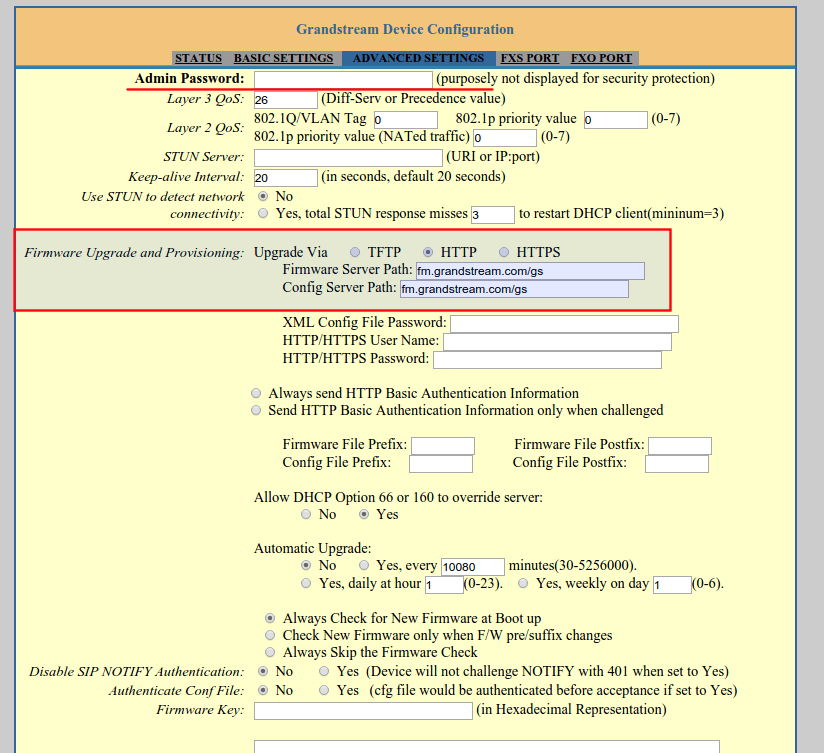 Grandstream Device Configuration
STATUS BASIC SETTINGS ADVANCED SETTINGS FXS PORT FXO PORT
Admin Password: (purposely not displayed for security protection)
Layer 3 QoS: 26 (Diff-Serv or Precedence value)
Layer 2 QoS: 802.1Q/VLAN Tag 0 802.1p priority value 0 (0-7)
802.1p priority value (NATed traffic) 0 (0-7)
STUN Server: (URI or IP:port)
Keep-alive Interval: 20 (in seconds, default 20 seconds)
Use STUN to detect network connectivity: No
Yes, total STUN response misses 3 to restart DHCP client(mininum=3)
Firmware Upgrade and Provisioning: Upgrade Via TFTP HTTP HTTPS
Firmware Server Path: fm.grandstream.com/gs
Config Server Path: fm.grandstream.com/gs
XML Config File Password:
HTTP/HTTPS User Name:
HTTP/HTTPS Password:
Always send HTTP Basic Authentication Information
Send HTTP Basic Authentication Information only when challenged
Firmware File Prefix: Firmware File Postfix:
Config File Prefix: Config File Postfix:
Allow DHCP Option 66 or 160 to override server:
No Yes
Automatic Upgrade:
No Yes, every 10080 minutes(30-5256000).
Yes, daily at hour 1 (0-23). Yes, weekly on day 1 (0-6).
Always Check for New Firmware at Boot up
Check New Firmware only when F/W pre/suffix changes
Always Skip the Firmware Check
Disable SIP NOTIFY Authentication: No Yes (Device will not challenge NOTIFY with 401 when set to Yes)
Authenticate Conf File: No Yes (cfg file would be authenticated before acceptance if set to Yes)
Firmware Key: (in Hexadecimal Representation)